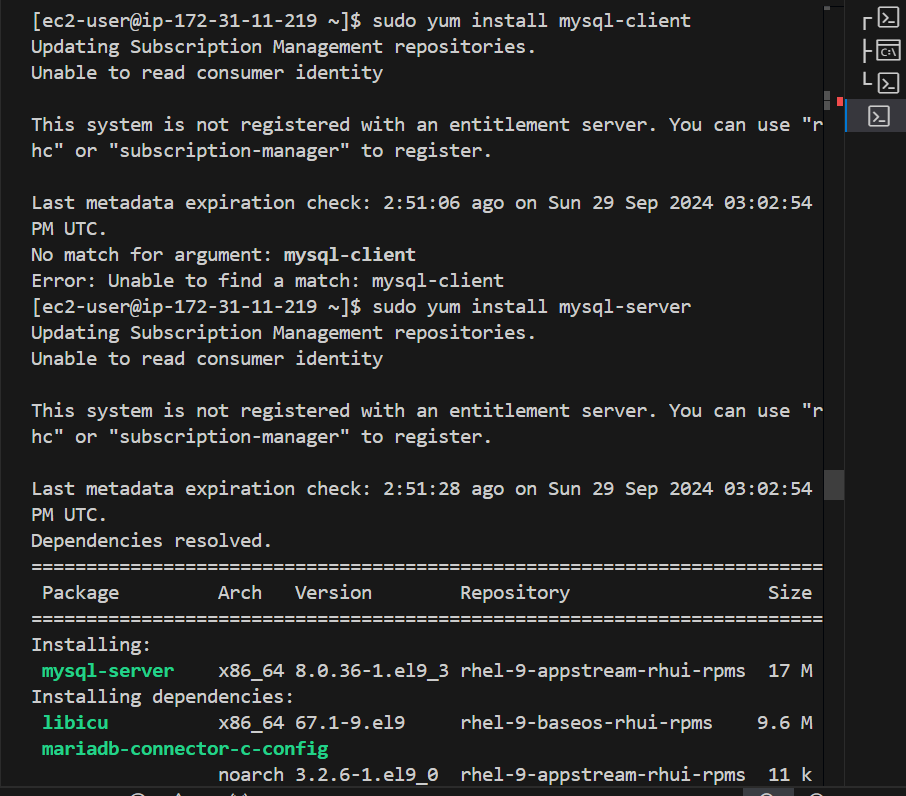 [ec2-user@ip-172-31-11-219 ~]$ sudo yum install mysql-client
Updating Subscription Management repositories.
Unable to read consumer identity
This system is not registered with an entitlement server. You can use "r
hc" or "subscription-manager" to register.
Last metadata expiration check: 2:51:06 ago on Sun 29 Sep 2024 03:02:54
PM UTC.
No match for argument: mysql-client
Error: Unable to find a match: mysql-client
[ec2-user@ip-172-31-11-219 ~]$ sudo yum install mysql-server
Updating Subscription Management repositories.
Unable to read consumer identity
This system is not registered with an entitlement server. You can use "r
hc" or "subscription-manager" to register.
Last metadata expiration check: 2:51:28 ago on Sun 29 Sep 2024 03:02:54
PM UTC.
Dependencies resolved.
========================================================================
Package Arch Version Repository Size
========================================================================
Installing:
mysql-server x86_64 8.0.36-1.el9_3 rhel-9-appstream-rhui-rpms 17 M
Installing dependencies:
libicu x86_64 67.1-9.el9 rhel-9-baseos-rhui-rpms 9.6 M
mariadb-connector-c-config
noarch 3.2.6-1.el9_0 rhel-9-appstream-rhui-rpms 11 k